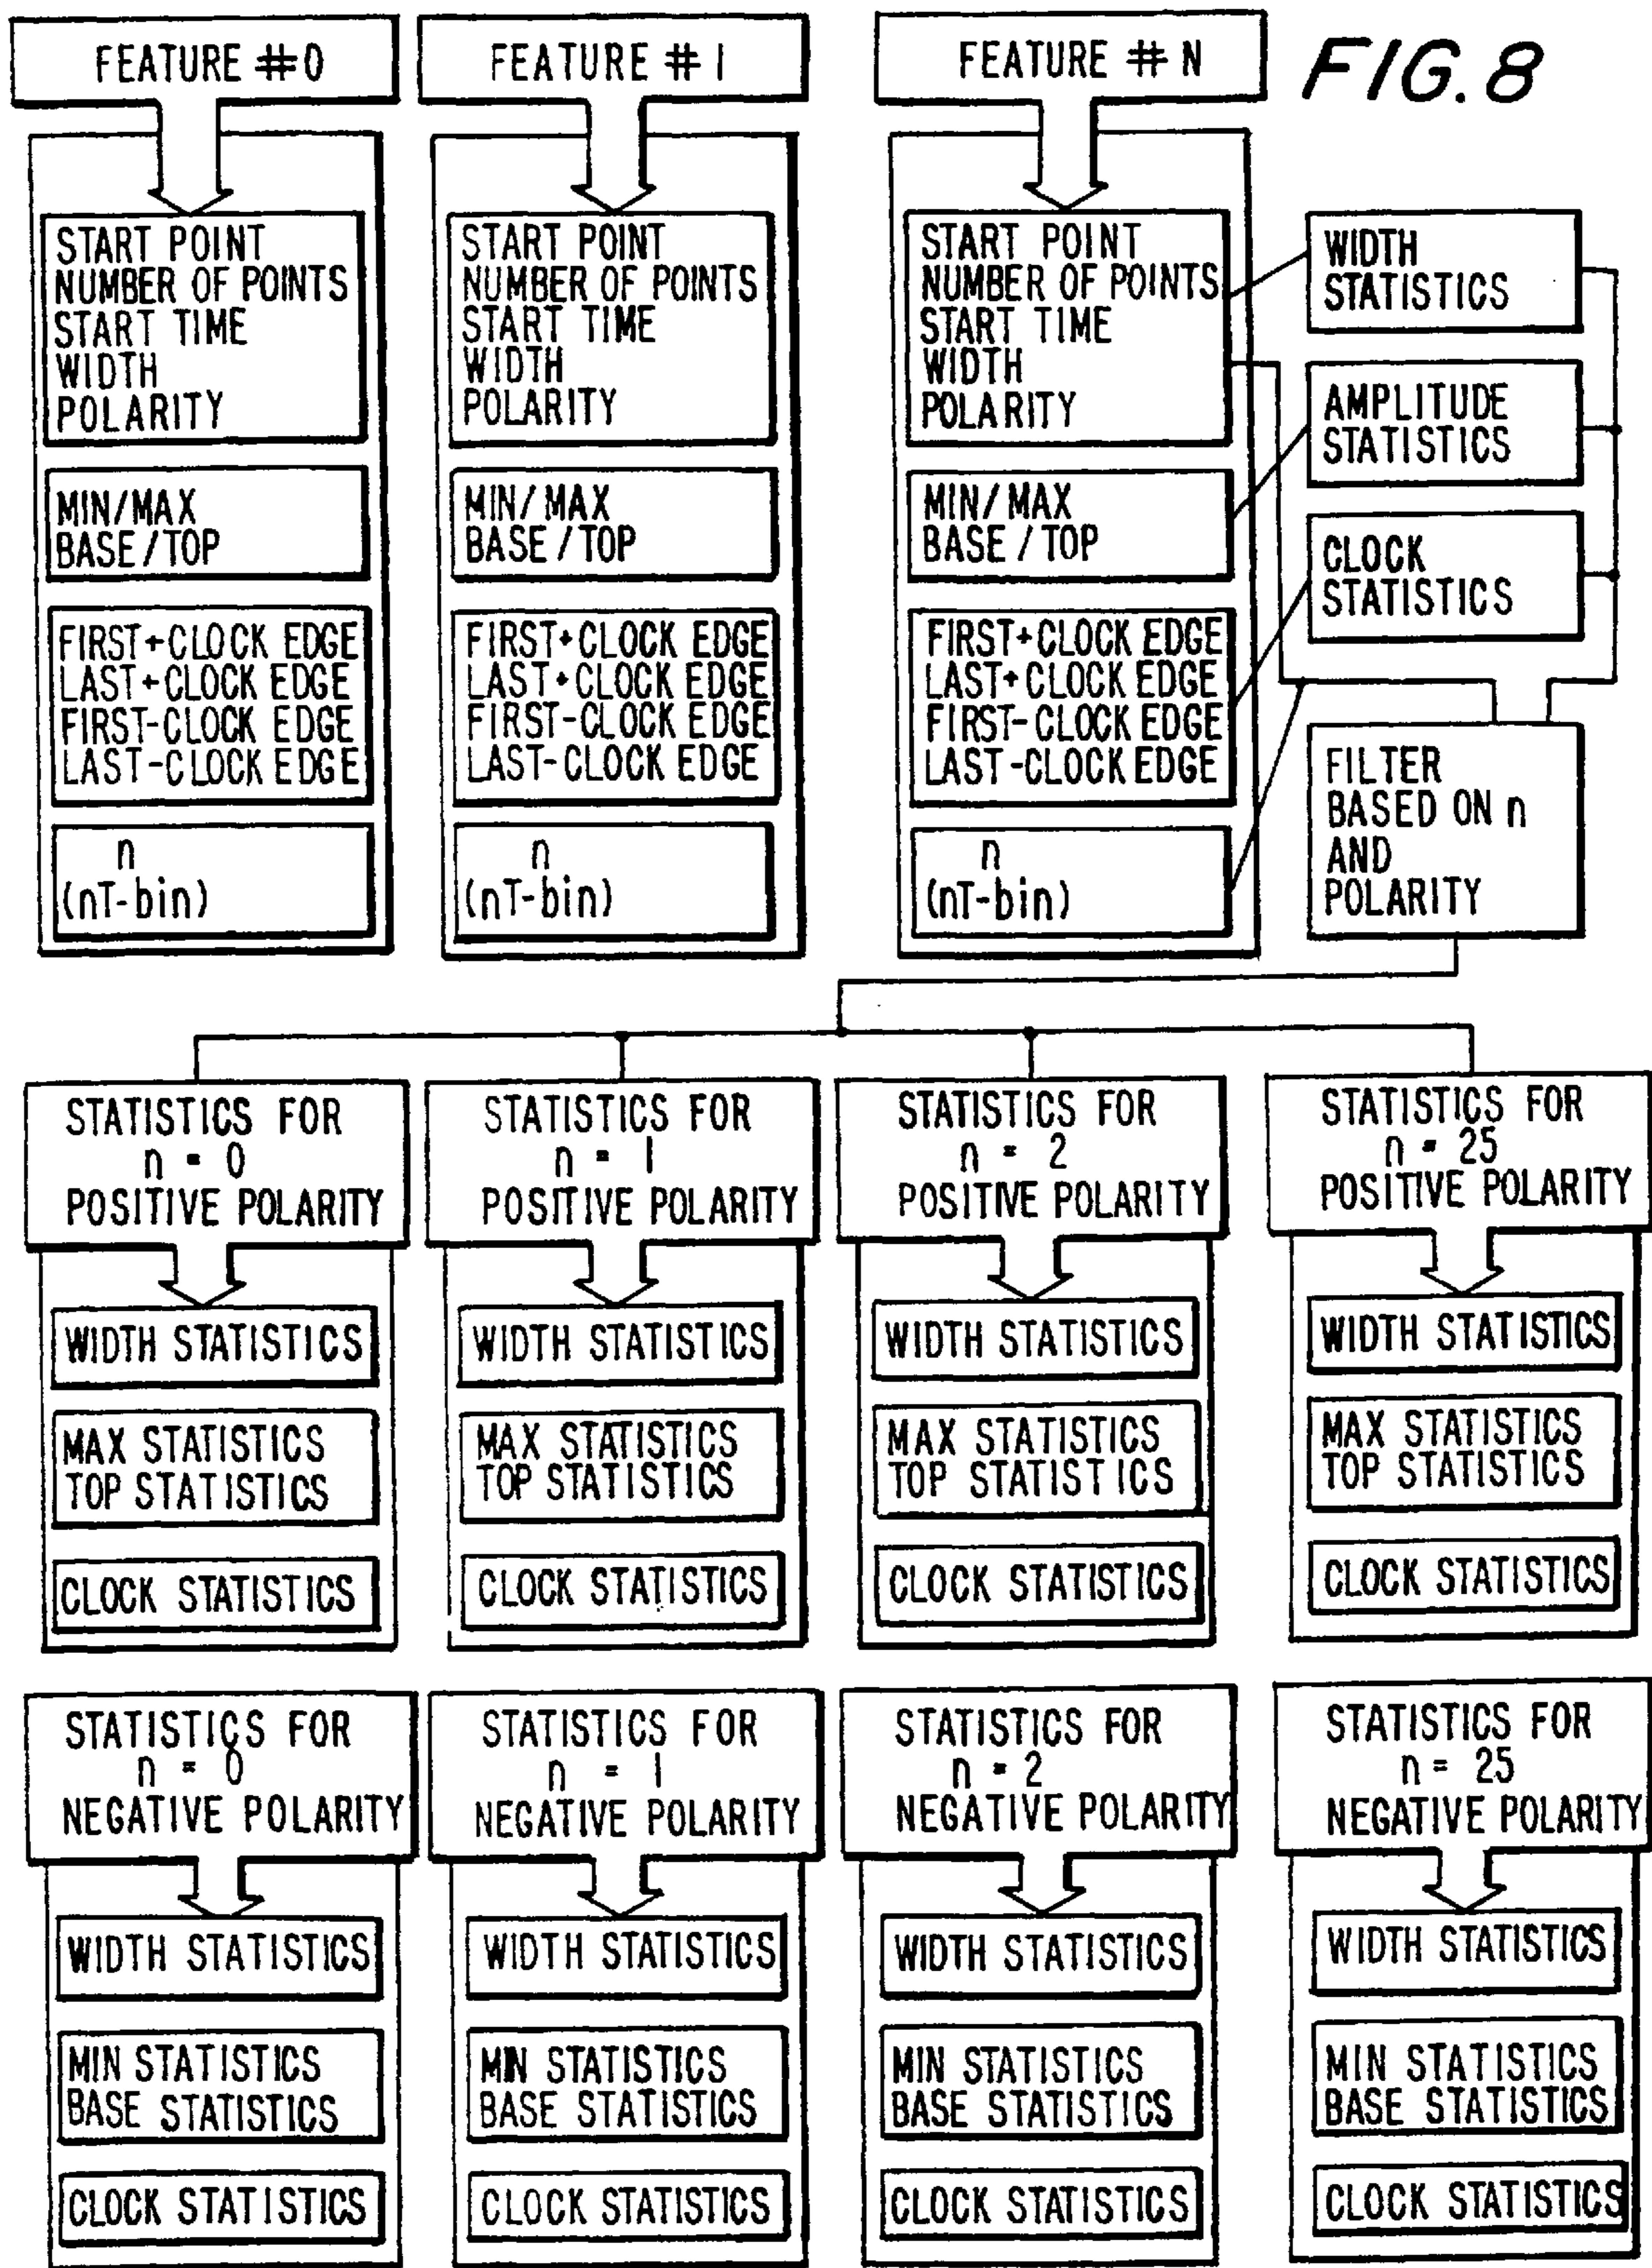 FIG. 8
FEATURE #0
START POINT
NUMBER OF POINTS
START TIME
WIDTH
POLARITY
MIN/MAX
BASE/TOP
FIRST+CLOCK EDGE
LAST+CLOCK EDGE
FIRST-CLOCK EDGE
LAST-CLOCK EDGE
n
(nT-bin)
FEATURE #1
START POINT
NUMBER OF POINTS
START TIME
WIDTH
POLARITY
MIN/MAX
BASE/TOP
FIRST+CLOCK EDGE
LAST+CLOCK EDGE
FIRST-CLOCK EDGE
LAST-CLOCK EDGE
n
(nT-bin)
FEATURE #N
START POINT
NUMBER OF POINTS
START TIME
WIDTH
POLARITY
MIN/MAX
BASE/TOP
FIRST+CLOCK EDGE
LAST+CLOCK EDGE
FIRST-CLOCK EDGE
LAST-CLOCK EDGE
n
(nT-bin)
WIDTH
STATISTICS
AMPLITUDE
STATISTICS
CLOCK
STATISTICS
FILTER
BASED ON n
AND
POLARITY
STATISTICS FOR
n = 0
POSITIVE POLARITY
WIDTH STATISTICS
MAX STATISTICS
TOP STATISTICS
CLOCK STATISTICS
STATISTICS FOR
n = 1
POSITIVE POLARITY
WIDTH STATISTICS
MAX STATISTICS
TOP STATISTICS
CLOCK STATISTICS
STATISTICS FOR
n = 2
POSITIVE POLARITY
WIDTH STATISTICS
MAX STATISTICS
TOP STATISTICS
CLOCK STATISTICS
STATISTICS FOR
n = 25
POSITIVE POLARITY
WIDTH STATISTICS
MAX STATISTICS
TOP STATISTICS
CLOCK STATISTICS
STATISTICS FOR
n = 0
NEGATIVE POLARITY
WIDTH STATISTICS
MIN STATISTICS
BASE STATISTICS
CLOCK STATISTICS
STATISTICS FOR
n = 1
NEGATIVE POLARITY
WIDTH STATISTICS
MIN STATISTICS
BASE STATISTICS
CLOCK STATISTICS
STATISTICS FOR
n = 2
NEGATIVE POLARITY
WIDTH STATISTICS
MIN STATISTICS
BASE STATISTICS
CLOCK STATISTICS
STATISTICS FOR
n = 25
NEGATIVE POLARITY
WIDTH STATISTICS
MIN STATISTICS
BASE STATISTICS
CLOCK STATISTICS